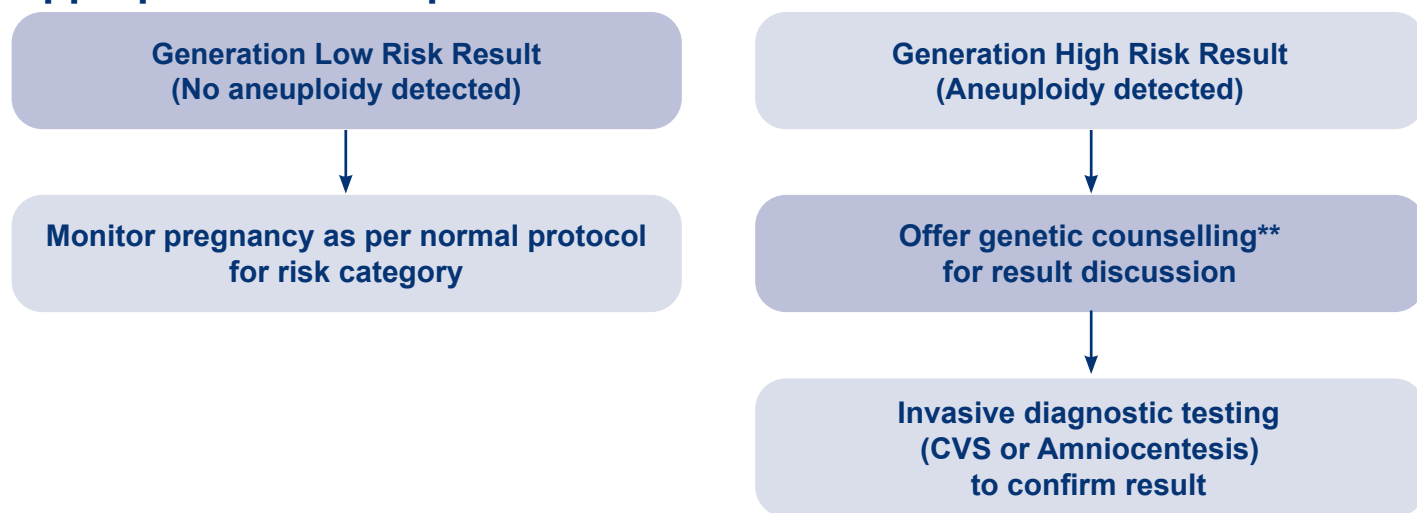 Generation Low Risk Result
(No aneuploidy detected)
Monitor pregnancy as per normal protocol
for risk category
Generation High Risk Result
(Aneuploidy detected)
Offer genetic counselling**
for result discussion
Invasive diagnostic testing
(CVS or Amniocentesis)
to confirm result